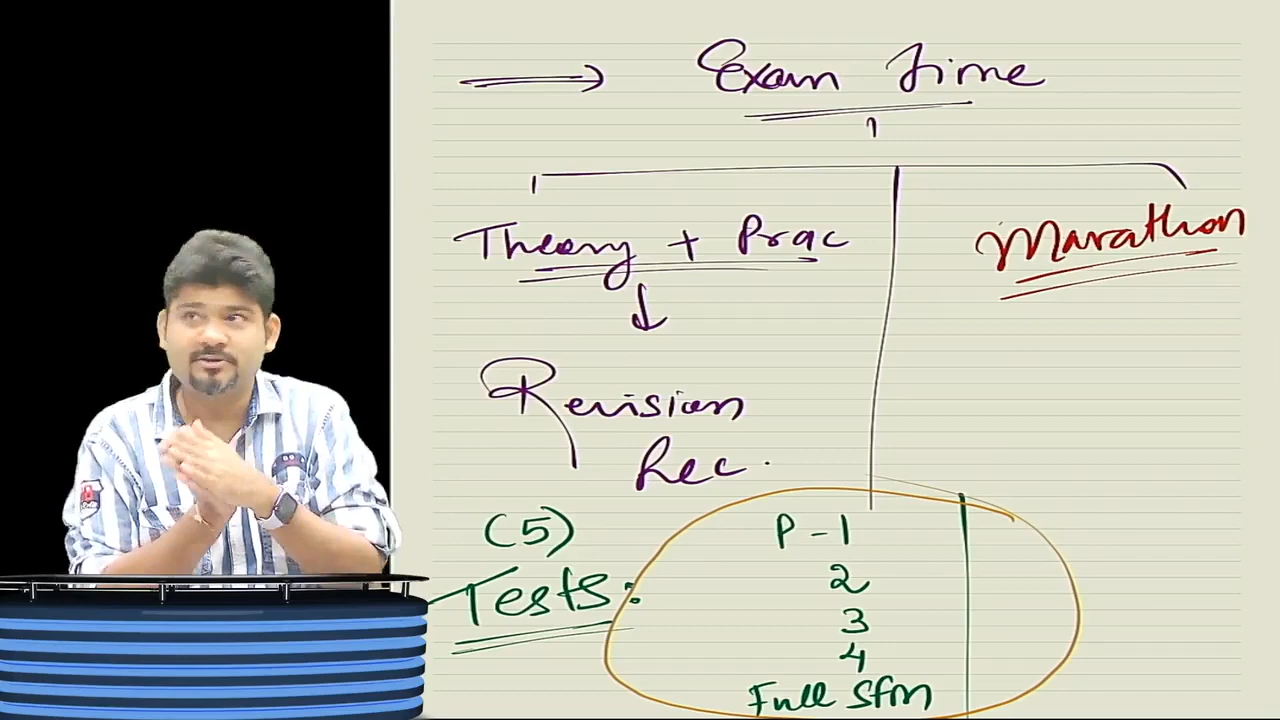 Exam Time
Theory + Prac
Marathon
Revision
Rec.
(5)
Tests:
P-1
2
3
4
Full Sfm